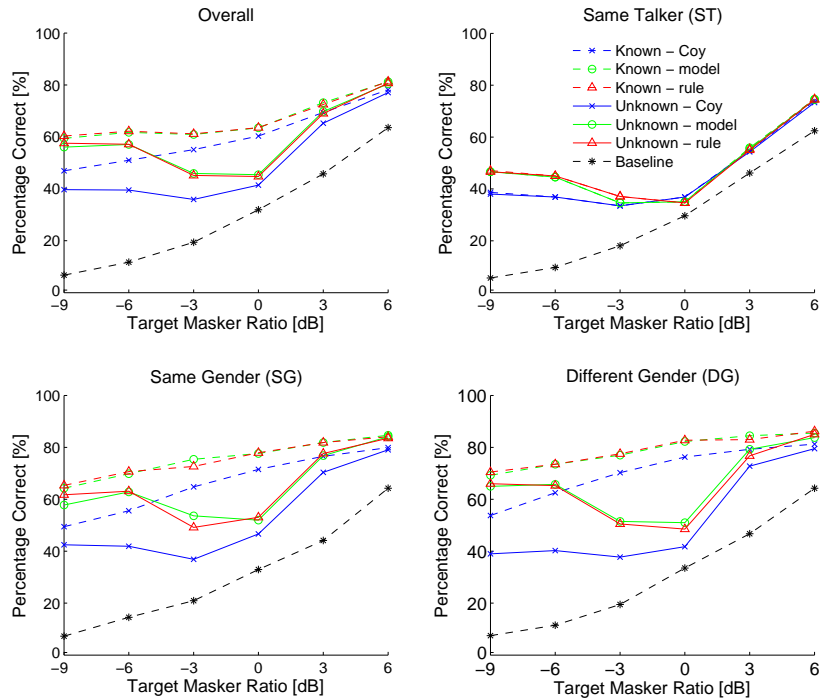 Overall
Percentage Correct [%]
100
80
60
40
20
0
−9 −6 −3 0 3 6
Target Masker Ratio [dB]
Same Talker (ST)
Percentage Correct [%]
100
80
60
40
20
0
Known − Coy
Known − model
Known − rule
Unknown − Coy
Unknown − model
Unknown − rule
Baseline
−9 −6 −3 0 3 6
Target Masker Ratio [dB]
Same Gender (SG)
Percentage Correct [%]
100
80
60
40
20
0
−9 −6 −3 0 3 6
Target Masker Ratio [dB]
Different Gender (DG)
Percentage Correct [%]
100
80
60
40
20
0
−9 −6 −3 0 3 6
Target Masker Ratio [dB]